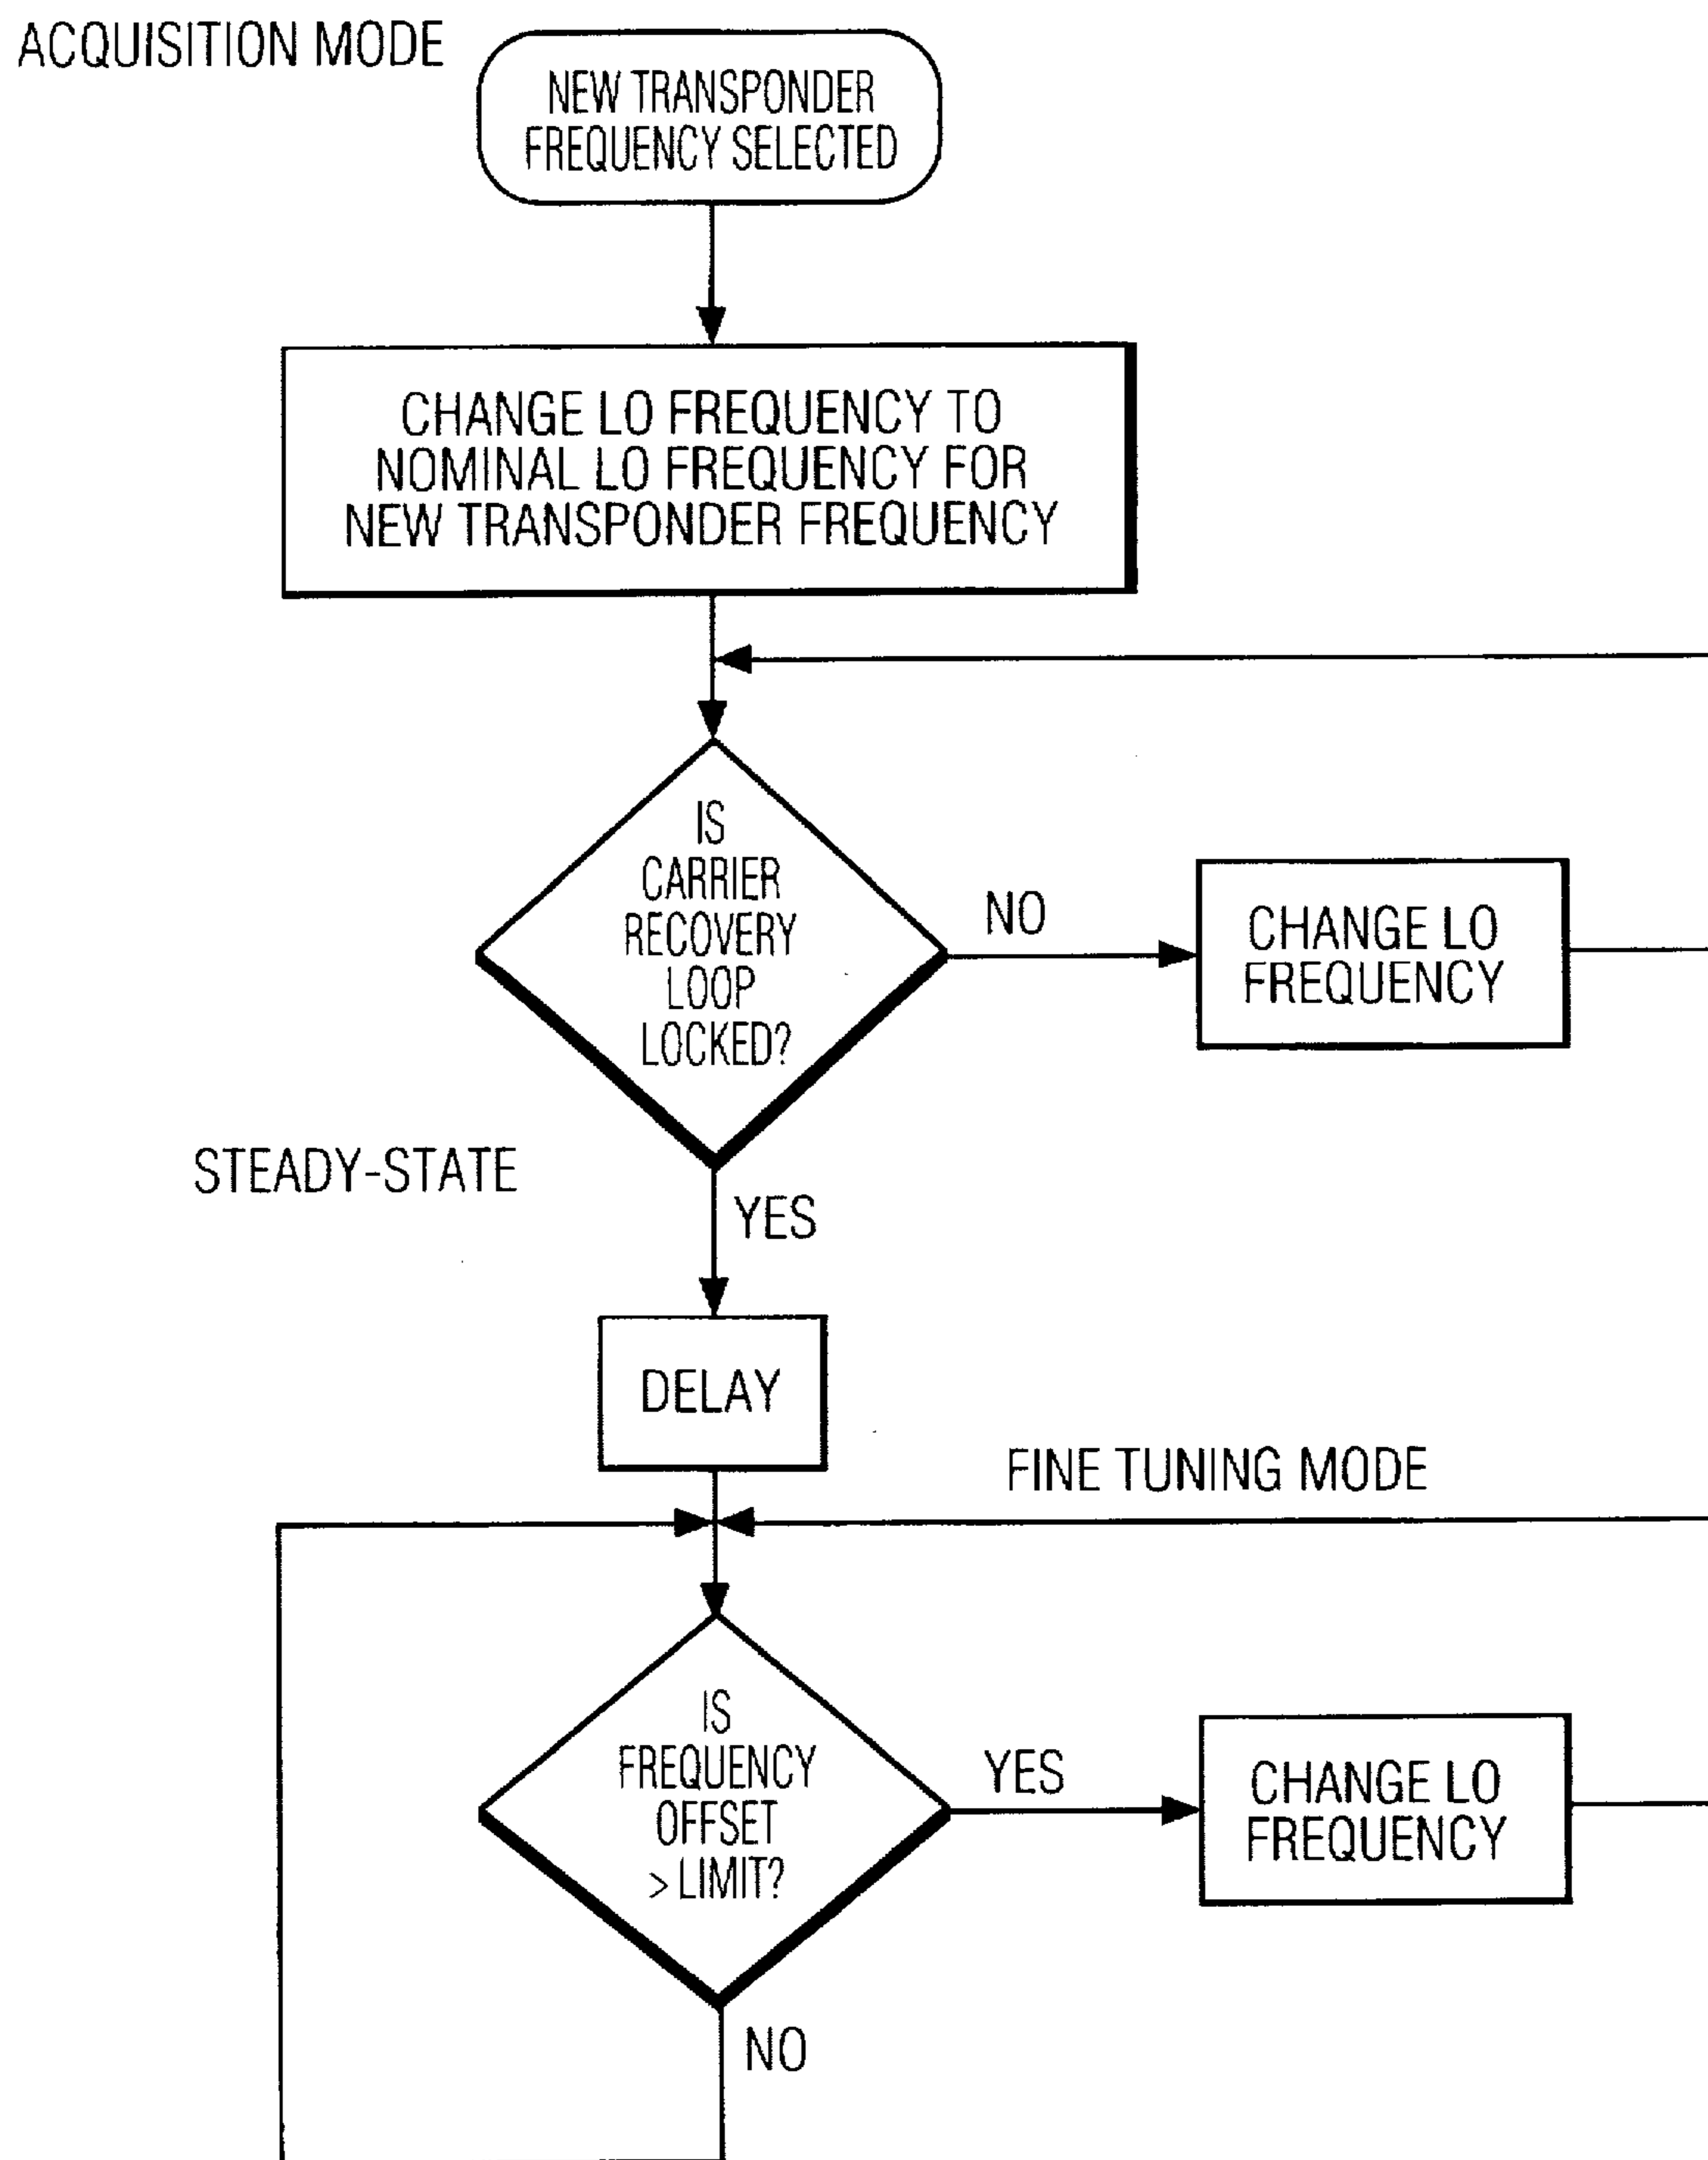 ACQUISITION MODE
NEW TRANSPONDER
FREQUENCY SELECTED
CHANGE LO FREQUENCY TO
NOMINAL LO FREQUENCY FOR
NEW TRANSPONDER FREQUENCY
IS
CARRIER
RECOVERY
LOOP
LOCKED?
NO
CHANGE LO
FREQUENCY
STEADY-STATE
YES
DELAY
FINE TUNING MODE
IS
FREQUENCY
OFFSET
> LIMIT?
YES
CHANGE LO
FREQUENCY
NO